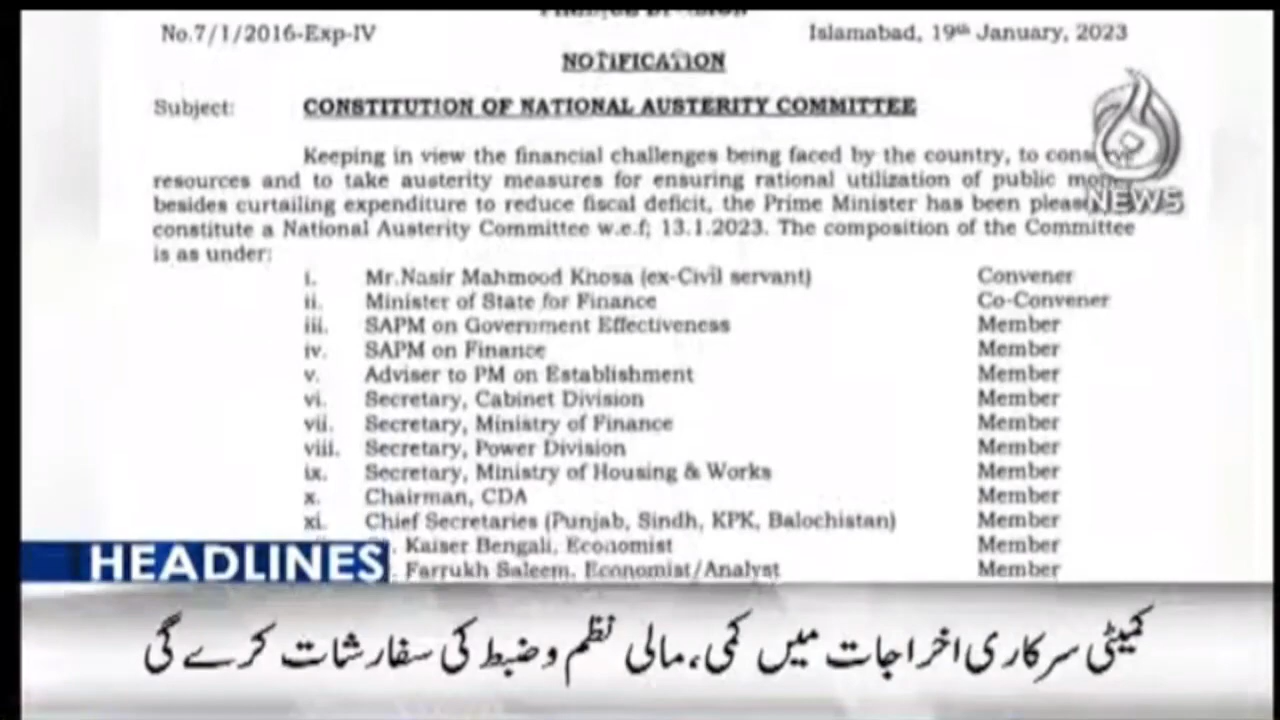 No.7/1/2016-Exp-IV Islamabad, 19th January, 2023
NOTIFICATION
Subject: CONSTITUTION OF NATIONAL AUSTERITY COMMITTEE
Keeping in view the financial challenges being faced by the country, to
resources and to take austerity measures for ensuring rational utilization of public
besides curtailing expenditure to reduce fiscal deficit, the Prime Minister has been
constitute a National Austerity Committee w.e.f; 13.1.2023. The composition of the Committee
is as under:
NEWS
i. Mr.Nasir Mahmood Khosa (ex-Civil servant) Convener
ii. Minister of State for Finance Co-Convener
iii. SAPM on Government Effectiveness Member
iv. SAPM on Finance Member
v. Adviser to PM on Establishment Member
vi. Secretary, Cabinet Division Member
vii. Secretary, Ministry of Finance Member
viii. Secretary, Power Division Member
ix. Secretary, Ministry of Housing & Works Member
x. Chairman, CDA Member
xi. Chief Secretaries (Punjab, Sindh, KPK, Balochistan) Member
Kaiser Bengali, Economist Member
Farrukh Saleem, Economist/Analyst Member
HEADLINES
کمیٹی سرکاری اخراجات میں کمی، مالی نظم و ضبط کی سفارشات کرے گی